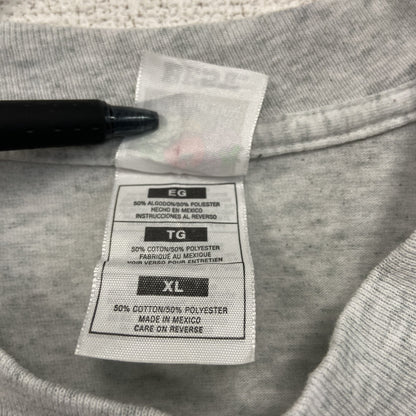 EG
50% ALGODON/50% POLIESTER
HECHO EN MEXICO
INSTRUCCIONES AL REVERSO
TG
50% COTON/50% POLYESTER
FABRIQUÉ AU MEXIQUE
VOIR VERSO POUR ENTRETIEN
XL
50% COTTON/50% POLYESTER
MADE IN MEXICO
CARE ON REVERSE